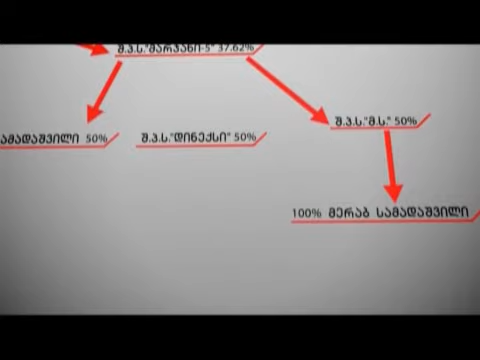 შ.პ.ს."მარჯანი-5" 37.62%
ამადაშვილი 50%
შ.პ.ს."დინექსი" 50%
შ.პ.ს."მ.ს." 50%
100% მერაბ სამადაშვილი